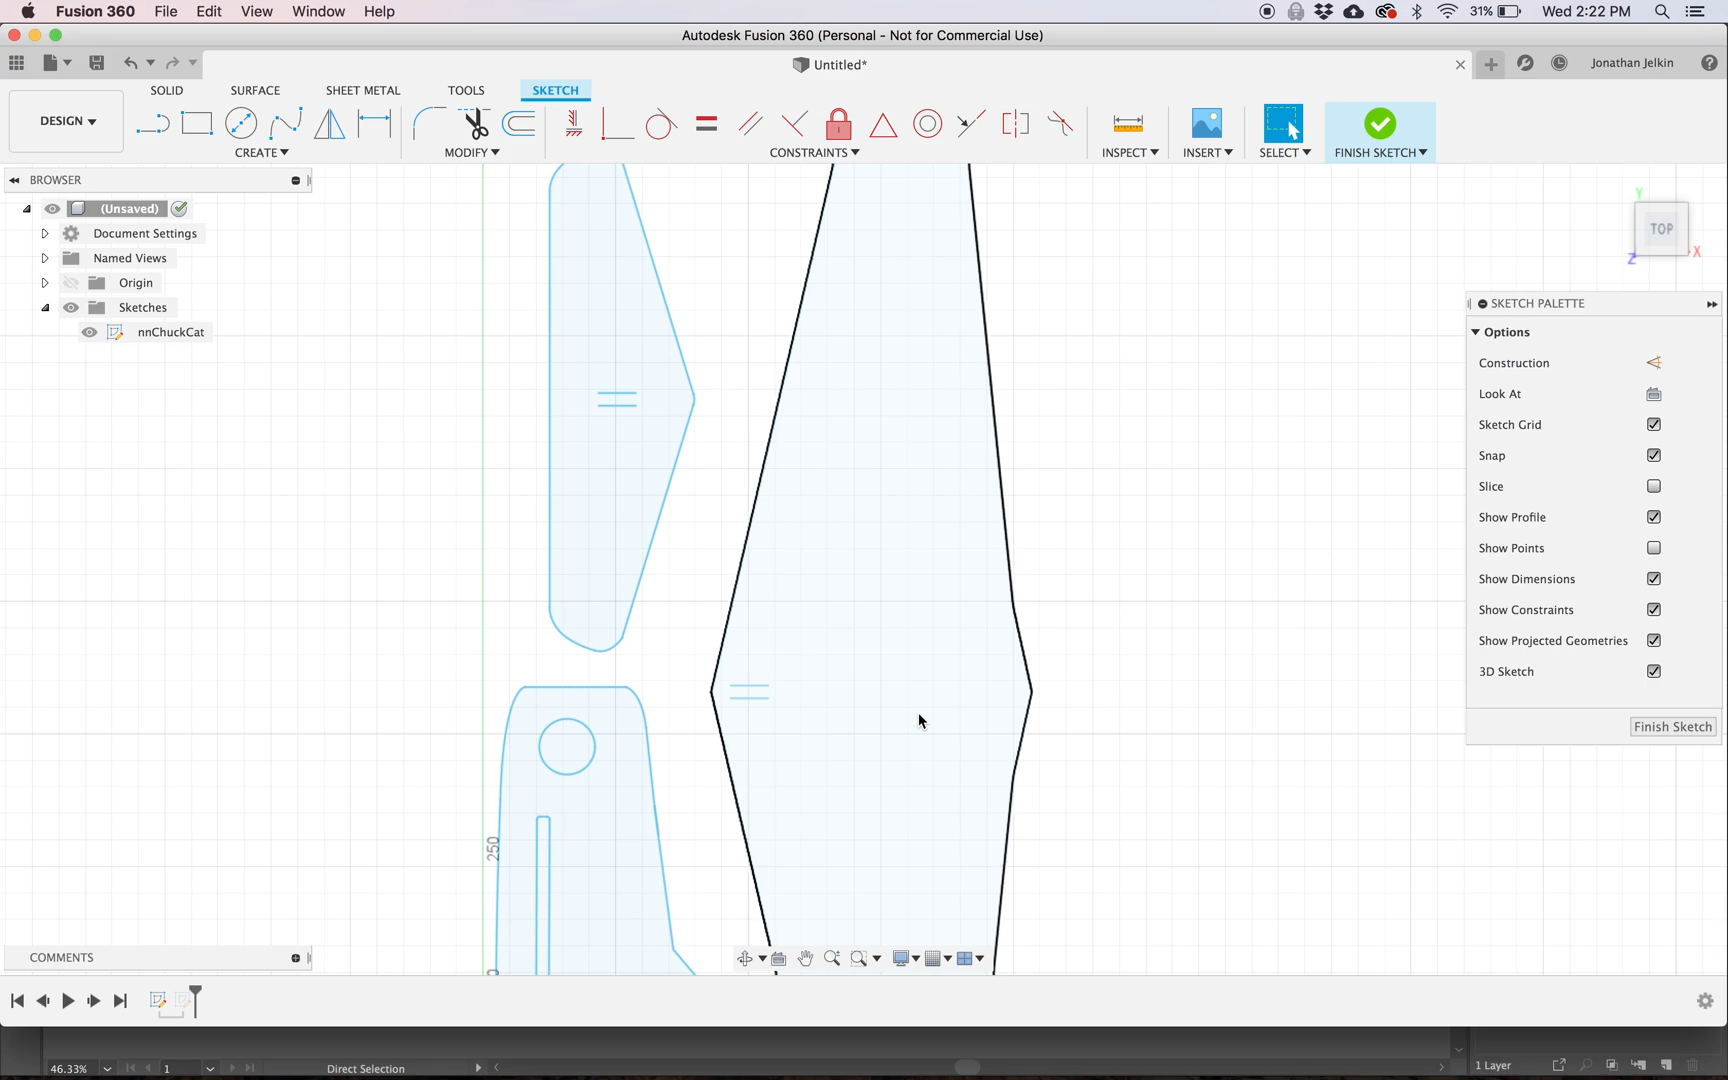 Fusion 360 File Edit View Window Help 31% Wed 2:22 PM
Autodesk Fusion 360 (Personal - Not for Commercial Use)
Untitled*
Jonathan Jelkin
SOLID SURFACE SHEET METAL TOOLS SKETCH
DESIGN
CREATE MODIFY CONSTRAINTS INSPECT INSERT SELECT FINISH SKETCH
BROWSER
(Unsaved)
Document Settings
Named Views
Origin
Sketches
nnChuckCat
Y
TOP
X
Z
SKETCH PALETTE
Options
Construction
Look At
Sketch Grid
Snap
Slice
Show Profile
Show Points
Show Dimensions
Show Constraints
Show Projected Geometries
3D Sketch
Finish Sketch
250
COMMENTS
46.33% 1 Direct Selection 1 Layer